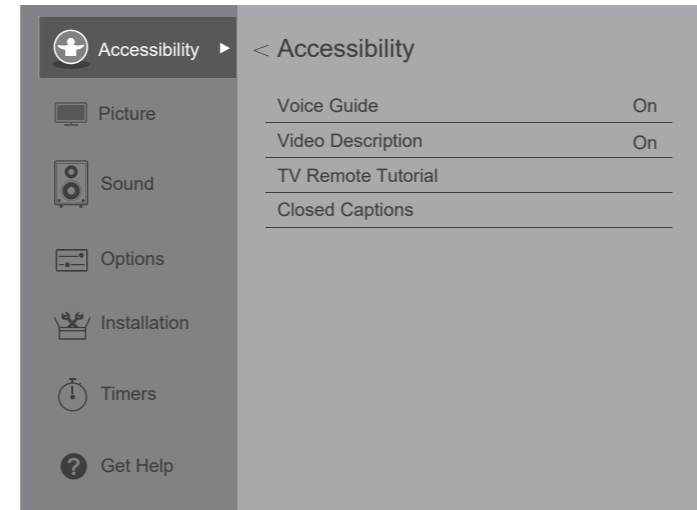 Accessibility
Picture
Sound
Options
Installation
Timers
Get Help
< Accessibility
Voice Guide On
Video Description On
TV Remote Tutorial
Closed Captions